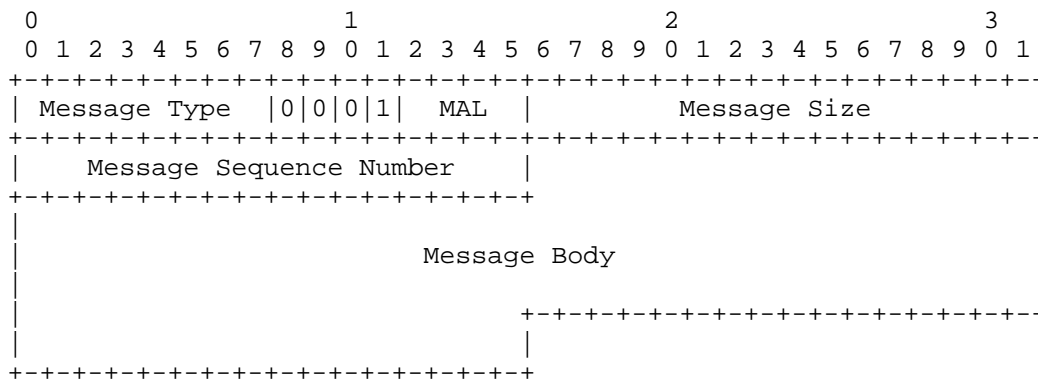 0 1 2 3
0 1 2 3 4 5 6 7 8 9 0 1 2 3 4 5 6 7 8 9 0 1 2 3 4 5 6 7 8 9 0 1
+-+-+-+-+-+-+-+-+-+-+-+-+-+-+-+-+-+-+-+-+-+-+-+-+-+-+-+-+-+-+-+--
| Message Type |0|0|0|1| MAL | Message Size
+-+-+-+-+-+-+-+-+-+-+-+-+-+-+-+-+-+-+-+-+-+-+-+-+-+-+-+-+-+-+-+--
| Message Sequence Number |
+-+-+-+-+-+-+-+-+-+-+-+-+-+-+-+-+
|
| Message Body
|
| +-+-+-+-+-+-+-+-+-+-+-+-+-+-+-+--
| |
+-+-+-+-+-+-+-+-+-+-+-+-+-+-+-+-+